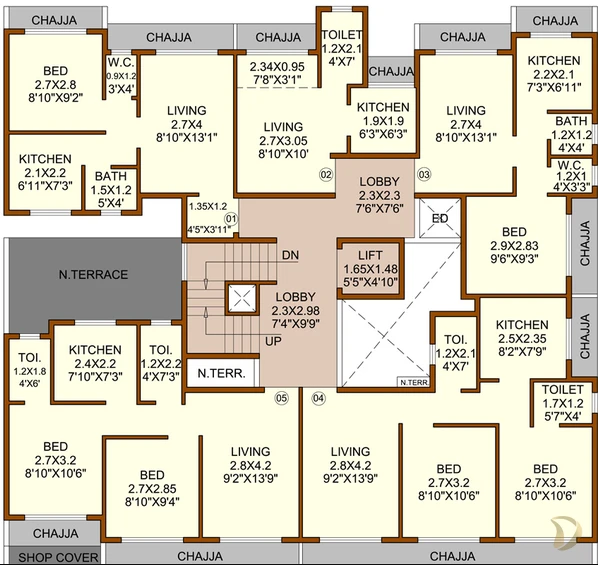 CHAJJA
CHAJJA
CHAJJA
CHAJJA
CHAJJA
CHAJJA
BED
2.7X2.8
8'10"X9'2"
W.C.
0.9X1.2
3'X4'
LIVING
2.7X4
8'10"X13'1"
2.34X0.95
7'8"X3'1"
LIVING
2.7X3.05
8'10"X10'
TOILET
1.2X2.1
4'X7'
KITCHEN
1.9X1.9
6'3"X6'3"
LIVING
2.7X4
8'10"X13'1"
KITCHEN
2.2X2.1
7'3"X6'11"
BATH
1.2X1.2
4'X4'
W.C.
1.2X1
4'X3'3"
KITCHEN
2.1X2.2
6'11"X7'3"
BATH
1.5X1.2
5'X4'
1.35X1.2
4'5"X3'11"
01
02
03
LOBBY
2.3X2.3
7'6"X7'6"
ED
BED
2.9X2.83
9'6"X9'3"
CHAJJA
N.TERRACE
DN
LOBBY
2.3X2.98
7'4"X9'9"
UP
LIFT
1.65X1.48
5'5"X4'10"
CHAJJA
TOI.
1.2X1.8
4'X6'
KITCHEN
2.4X2.2
7'10"X7'3"
TOI.
1.2X2.2
4'X7'3"
N.TERR.
N.TERR.
TOI.
1.2X2.1
4'X7'
KITCHEN
2.5X2.35
8'2"X7'9"
TOILET
1.7X1.2
5'7"X4'
05
04
BED
2.7X3.2
8'10"X10'6"
BED
2.7X2.85
8'10"X9'4"
LIVING
2.8X4.2
9'2"X13'9"
LIVING
2.8X4.2
9'2"X13'9"
BED
2.7X3.2
8'10"X10'6"
BED
2.7X3.2
8'10"X10'6"
CHAJJA
SHOP COVER
CHAJJA
CHAJJA